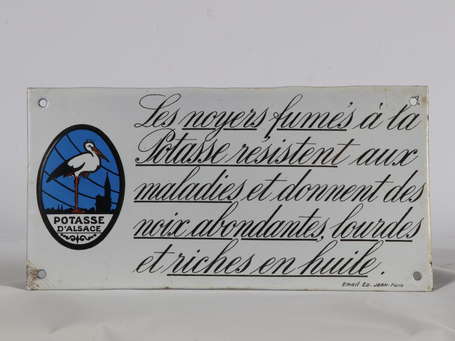 Les noyers fumés à la
Potasse résistent aux
maladies, et donnent des
noix abondantes, lourdes
et riches en huile.
POTASSE
D'ALSACE
Email Ed. Jean